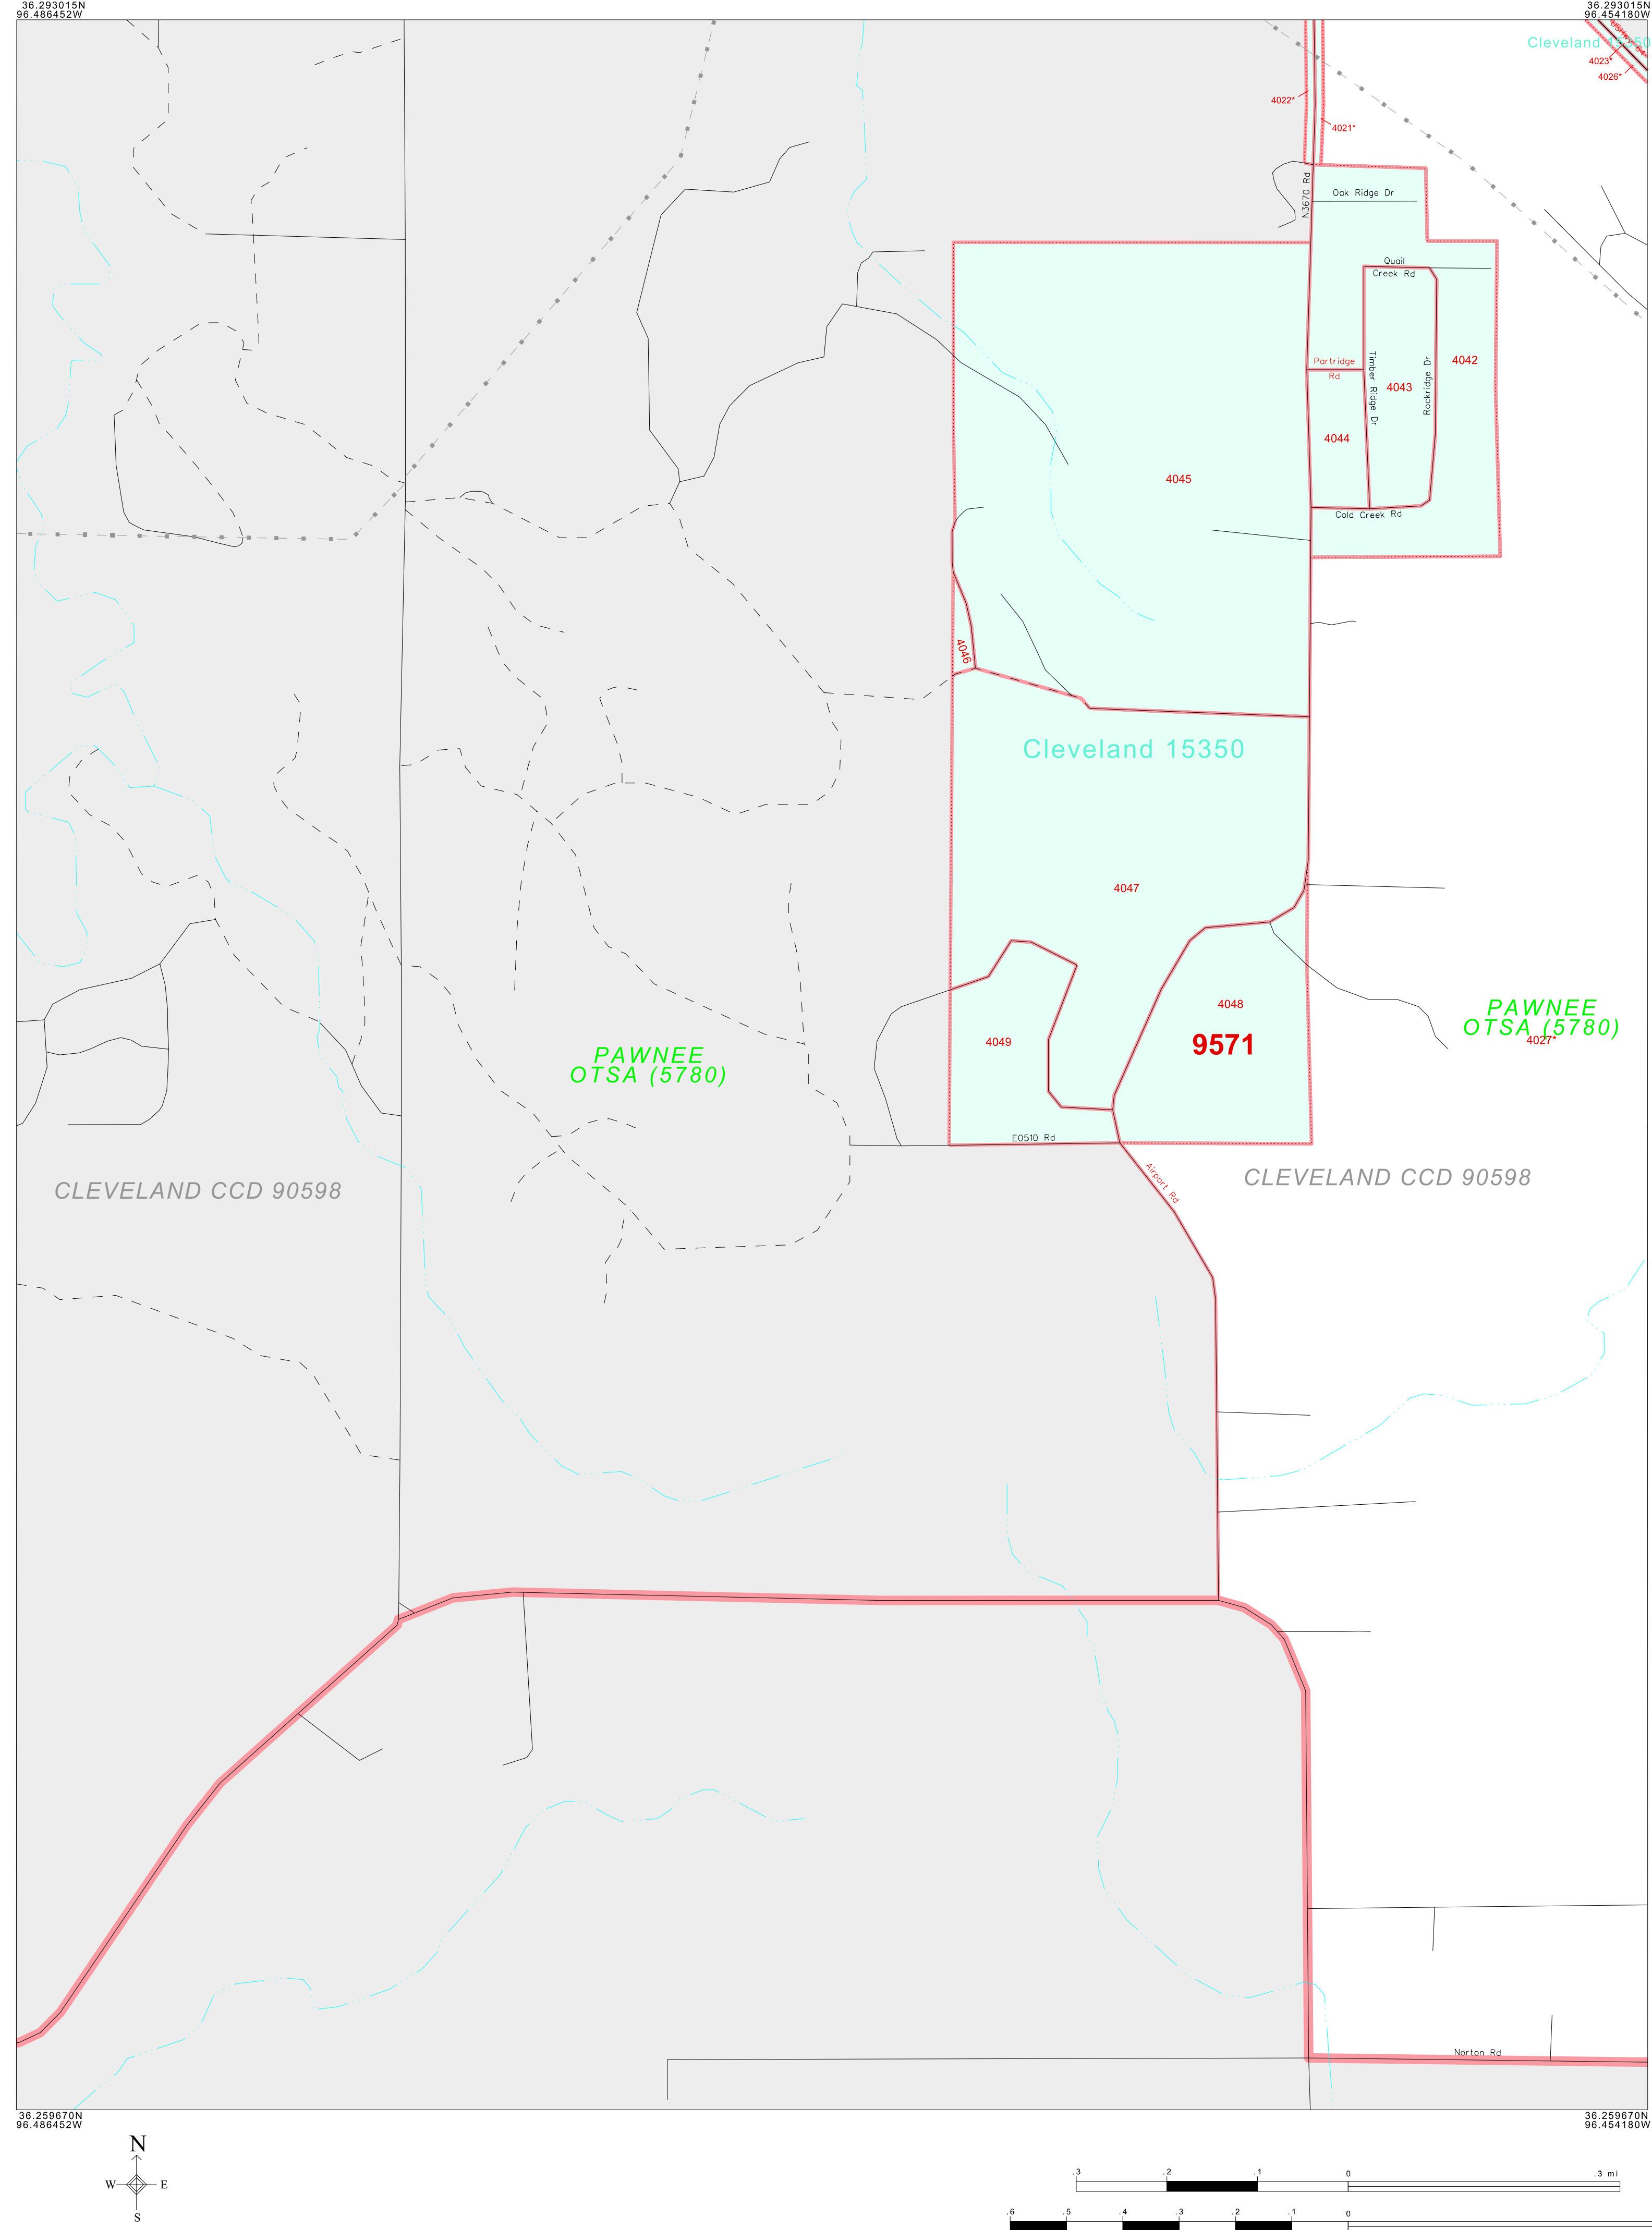 36.293015N
96.486452W
36.293015N
96.454180W
Cleveland 15350
4023*
4026*
4022*
4021*
N3670 Rd
Oak Ridge Dr
Quail
Creek Rd
Partridge
Rd
Timber Ridge Dr
4043
Rockridge Dr
4042
4044
4045
Cold Creek Rd
4046
Cleveland 15350
4047
4048
9571
4049
PAWNEE
OTSA (5780)
PAWNEE
OTSA (5780)
4027*
E0510 Rd
Airport Rd
CLEVELAND CCD 90598
CLEVELAND CCD 90598
Norton Rd
36.259670N
96.486452W
36.259670N
96.454180W
N
W E
S
.3 .2 .1 0 .3 mi
.6 .5 .4 .3 .2 .1 0